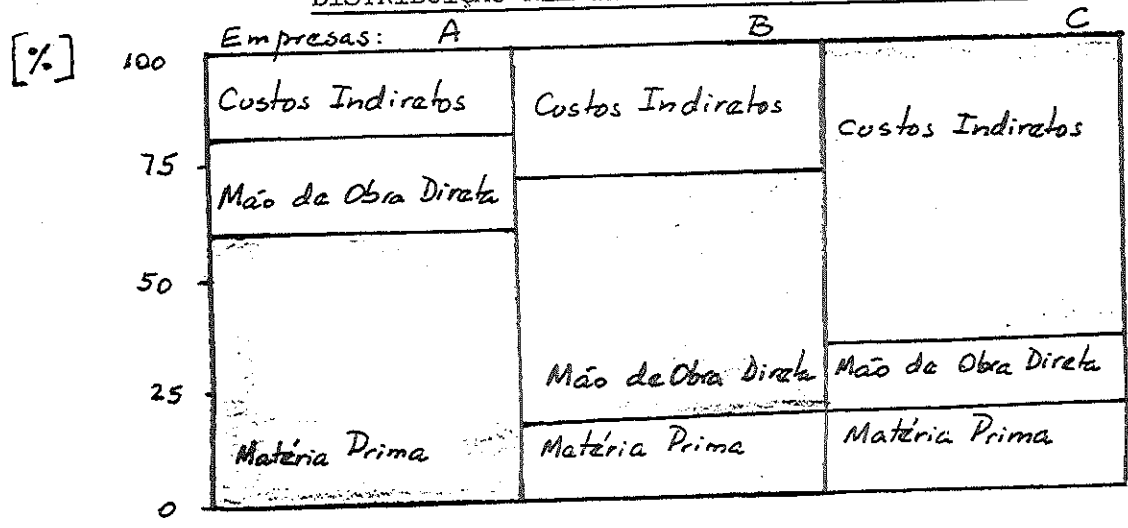 DISTRIBUIÇÃO
Empresas: A B C
[%]
100
Custos Indiretos Custos Indiretos Custos Indiretos
75
Mão de Obra Direta
50
25
Mão de Obra Direta Mão de Obra Direta
Matéria Prima Matéria Prima Matéria Prima
0